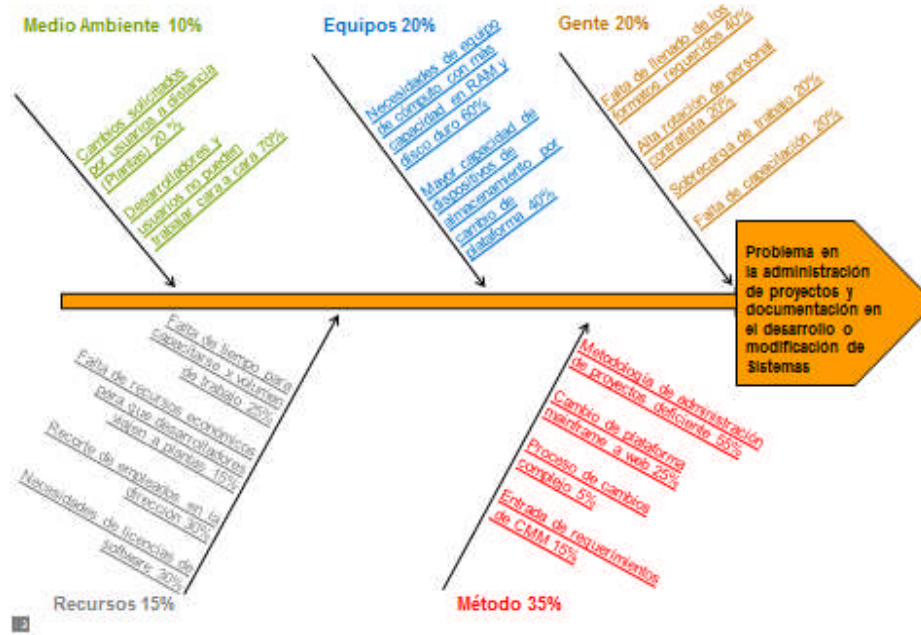 Medio Ambiente 10%
Cambios solicitados
por usuarios a distancia
(Plantas) 20 %
Desarrolladores y
usuarios no pueden
trabajar cara a cara 70%
Equipos 20%
Necesidades de equipo
de cómputo con más
capacidad en RAM y
disco duro 60%
Mayor capacidad de
dispositivos de
almacenamiento por
cambio de
plataforma 40%
Gente 20%
Falta de llenado de los
formatos requeridos 40%
Alta rotación de personal
contratista 20%
Sobrecarga de trabajo 20%
Falta de capacitación 20%
Problema en
la administración
de proyectos y
documentación en
el desarrollo o
modificación de
Sistemas
Falta de tiempo para
capacitarse x volumen
de trabajo 25%
Falta de recursos económicos
para que desarrolladores
viajen a plantas 15%
Recorte de empleados en la
dirección 30%
Necesidades de licencias de
software 30%
Recursos 15%
Metodología de administración
de proyectos deficiente 55%
Cambio de plataforma
mainframe a web 25%
Proceso de cambios
complejo 5%
Entrada de requerimientos
de CMM 15%
Método 35%